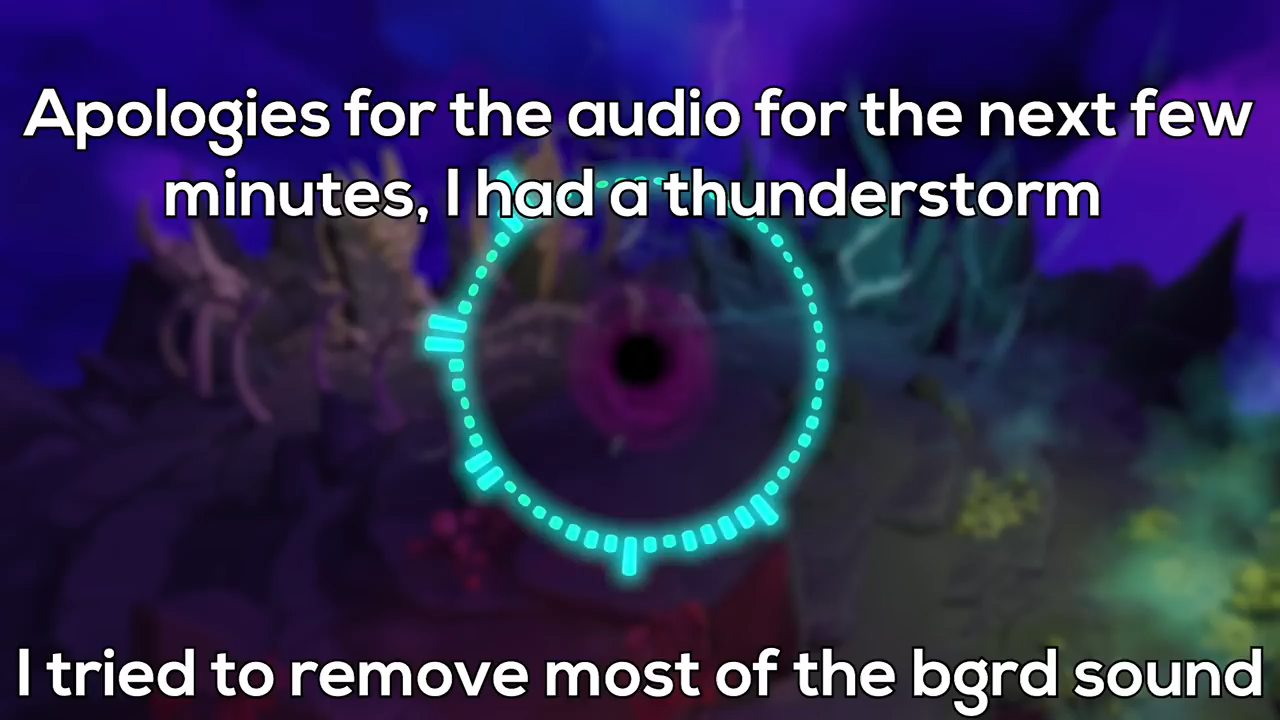 Apologies for the audio for the next few
minutes, I had a thunderstorm
I tried to remove most of the bgrd sound